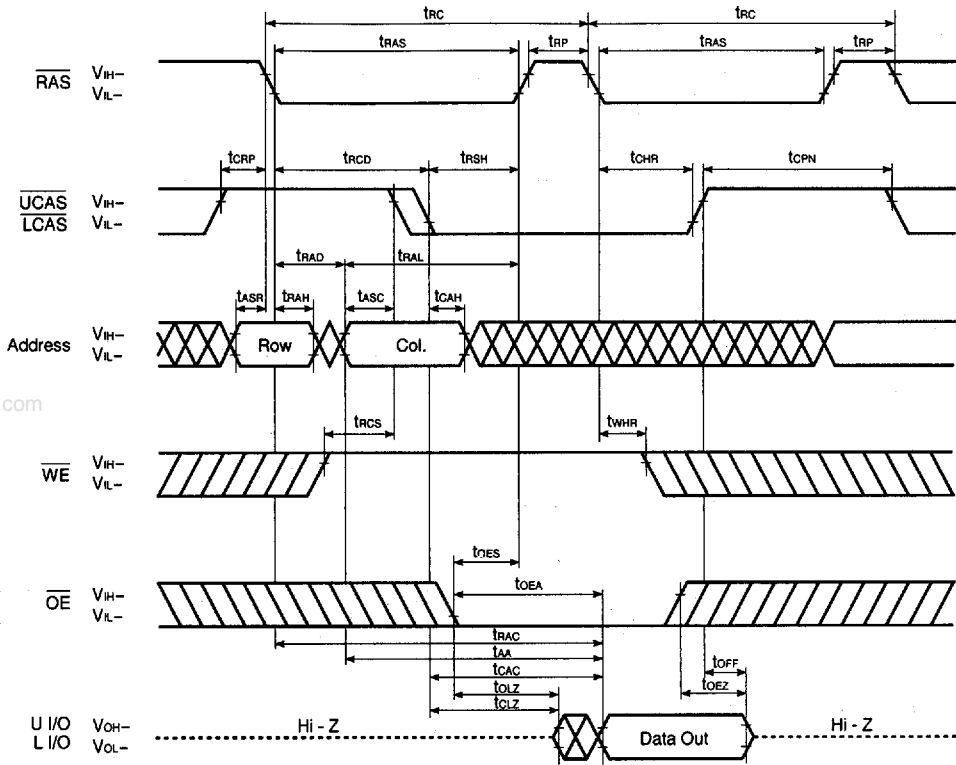 tRC tRC
tRAS tRP tRAS tRP
RAS VIH–
VIL–
tCRP tRCD tRSH tCHR tCPN
UCAS VIH–
LCAS VIL–
tRAD tRAL
tASR tRAH tASC tCAH
Address VIH– Row Col.
VIL–
.com
tRCS tWHR
WE VIH–
VIL–
tOES
tOEA
OE VIH–
VIL–
tRAC
tAA
tCAC tOFF
tOLZ tOEZ
tCLZ
U I/O VOH– Hi - Z Data Out Hi - Z
L I/O VOL–